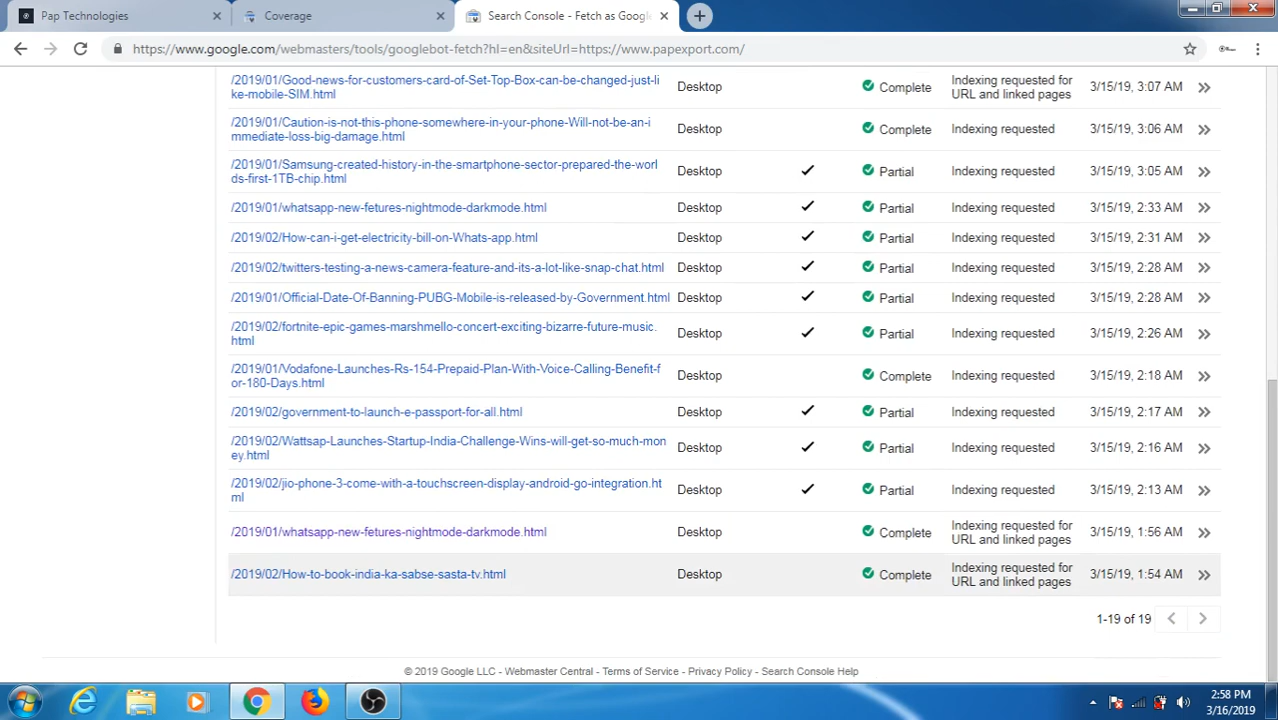 Pap Technologies
Coverage
Search Console - Fetch as Googl
https://www.google.com/webmasters/tools/googlebot-fetch?hl=en&siteUrl=https://www.papexport.com/
/2019/01/Good-news-for-customers-card-of-Set-Top-Box-can-be-changed-just-li
ke-mobile-SIM.html
Desktop
Complete
Indexing requested for
URL and linked pages
3/15/19, 3:07 AM
/2019/01/Caution-is-not-this-phone-somewhere-in-your-phone-Will-not-be-an-i
mmediate-loss-big-damage.html
Desktop
Complete
Indexing requested
3/15/19, 3:06 AM
/2019/01/Samsung-created-history-in-the-smartphone-sector-prepared-the-worl
ds-first-1TB-chip.html
Desktop
Partial
Indexing requested
3/15/19, 3:05 AM
/2019/01/whatsapp-new-fetures-nightmode-darkmode.html
Desktop
Partial
Indexing requested
3/15/19, 2:33 AM
/2019/02/How-can-i-get-electricity-bill-on-Whats-app.html
Desktop
Partial
Indexing requested
3/15/19, 2:31 AM
/2019/02/twitters-testing-a-news-camera-feature-and-its-a-lot-like-snap-chat.html
Desktop
Partial
Indexing requested
3/15/19, 2:28 AM
/2019/01/Official-Date-Of-Banning-PUBG-Mobile-is-released-by-Government.html
Desktop
Partial
Indexing requested
3/15/19, 2:28 AM
/2019/02/fortnite-epic-games-marshmello-concert-exciting-bizarre-future-music.
html
Desktop
Partial
Indexing requested
3/15/19, 2:26 AM
/2019/01/Vodafone-Launches-Rs-154-Prepaid-Plan-With-Voice-Calling-Benefit-f
or-180-Days.html
Desktop
Complete
Indexing requested
3/15/19, 2:18 AM
/2019/02/government-to-launch-e-passport-for-all.html
Desktop
Partial
Indexing requested
3/15/19, 2:17 AM
/2019/02/Wattsap-Launches-Startup-India-Challenge-Wins-will-get-so-much-mon
ey.html
Desktop
Partial
Indexing requested
3/15/19, 2:16 AM
/2019/02/jio-phone-3-come-with-a-touchscreen-display-android-go-integration.ht
ml
Desktop
Partial
Indexing requested
3/15/19, 2:13 AM
/2019/01/whatsapp-new-fetures-nightmode-darkmode.html
Desktop
Complete
Indexing requested for
URL and linked pages
3/15/19, 1:56 AM
/2019/02/How-to-book-india-ka-sabse-sasta-tv.html
Desktop
Complete
Indexing requested for
URL and linked pages
3/15/19, 1:54 AM
1-19 of 19
© 2019 Google LLC - Webmaster Central - Terms of Service - Privacy Policy - Search Console Help
2:58 PM
3/16/2019